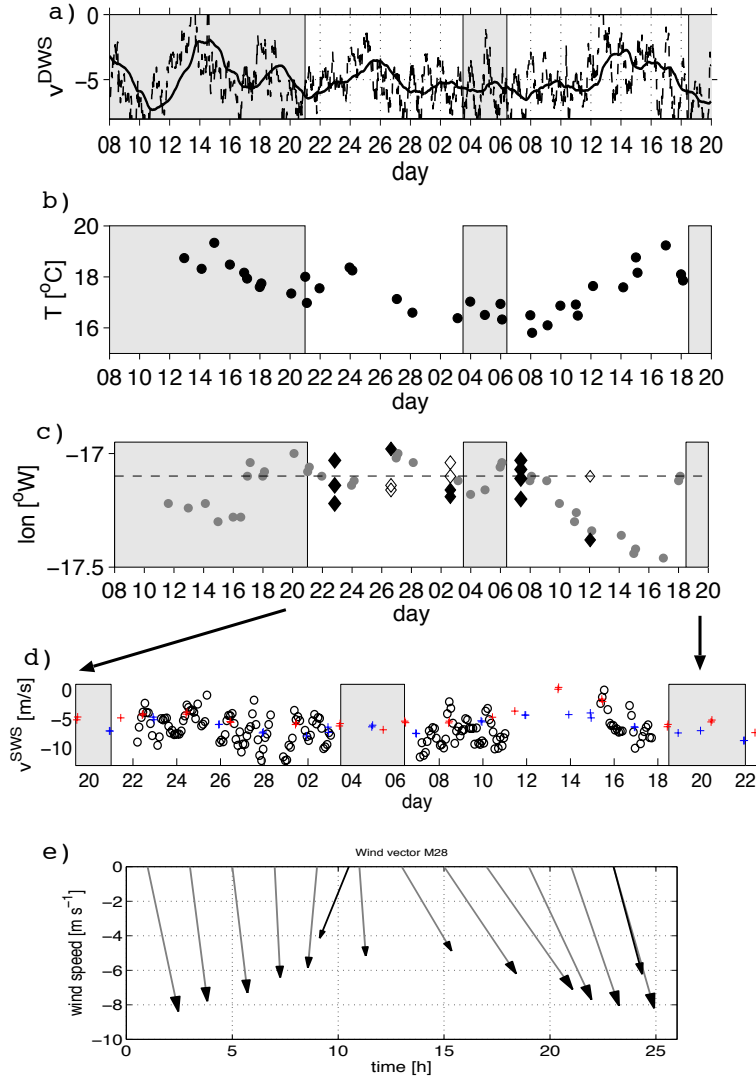 a)
v^DWS
0
−5
08 10 12 14 16 18 20 22 24 26 28 02 04 06 08 10 12 14 16 18 20
day
b)
T [°C]
20
18
16
08 10 12 14 16 18 20 22 24 26 28 02 04 06 08 10 12 14 16 18 20
day
c)
lon [°W]
−17
−17.5
08 10 12 14 16 18 20 22 24 26 28 02 04 06 08 10 12 14 16 18 20
day
d)
v^SWS [m/s]
0
−5
−10
20 22 24 26 28 02 04 06 08 10 12 14 16 18 20 22
day
e)
Wind vector M28
wind speed [m s⁻¹]
0
−2
−4
−6
−8
−10
0 5 10 15 20 25
time [h]